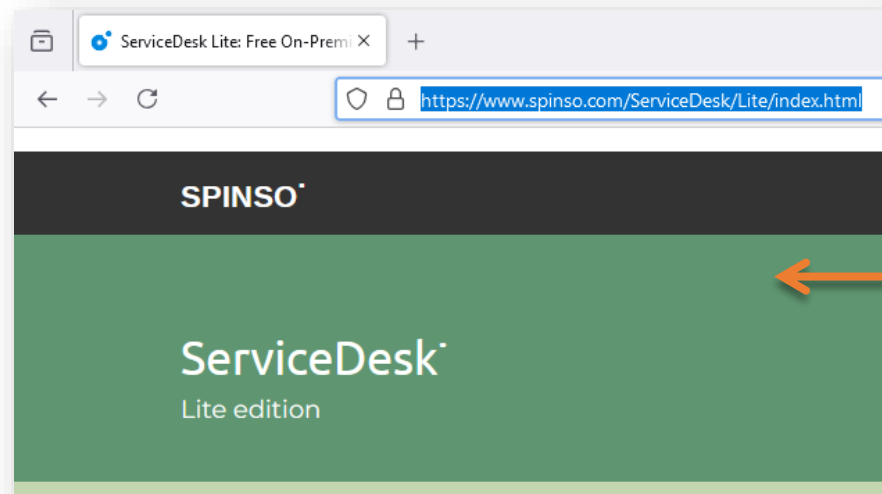 ServiceDesk Lite: Free On-Premi
https://www.spinso.com/ServiceDesk/Lite/index.html
SPINSO
ServiceDesk
Lite edition